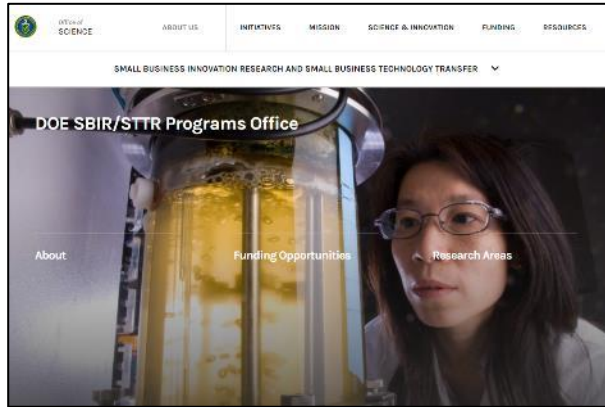 Office of
SCIENCE
ABOUT US
INITIATIVES
MISSION
SCIENCE & INNOVATION
FUNDING
RESOURCES
SMALL BUSINESS INNOVATION RESEARCH AND SMALL BUSINESS TECHNOLOGY TRANSFER
DOE SBIR/STTR Programs Office
About
Funding Opportunities
Research Areas